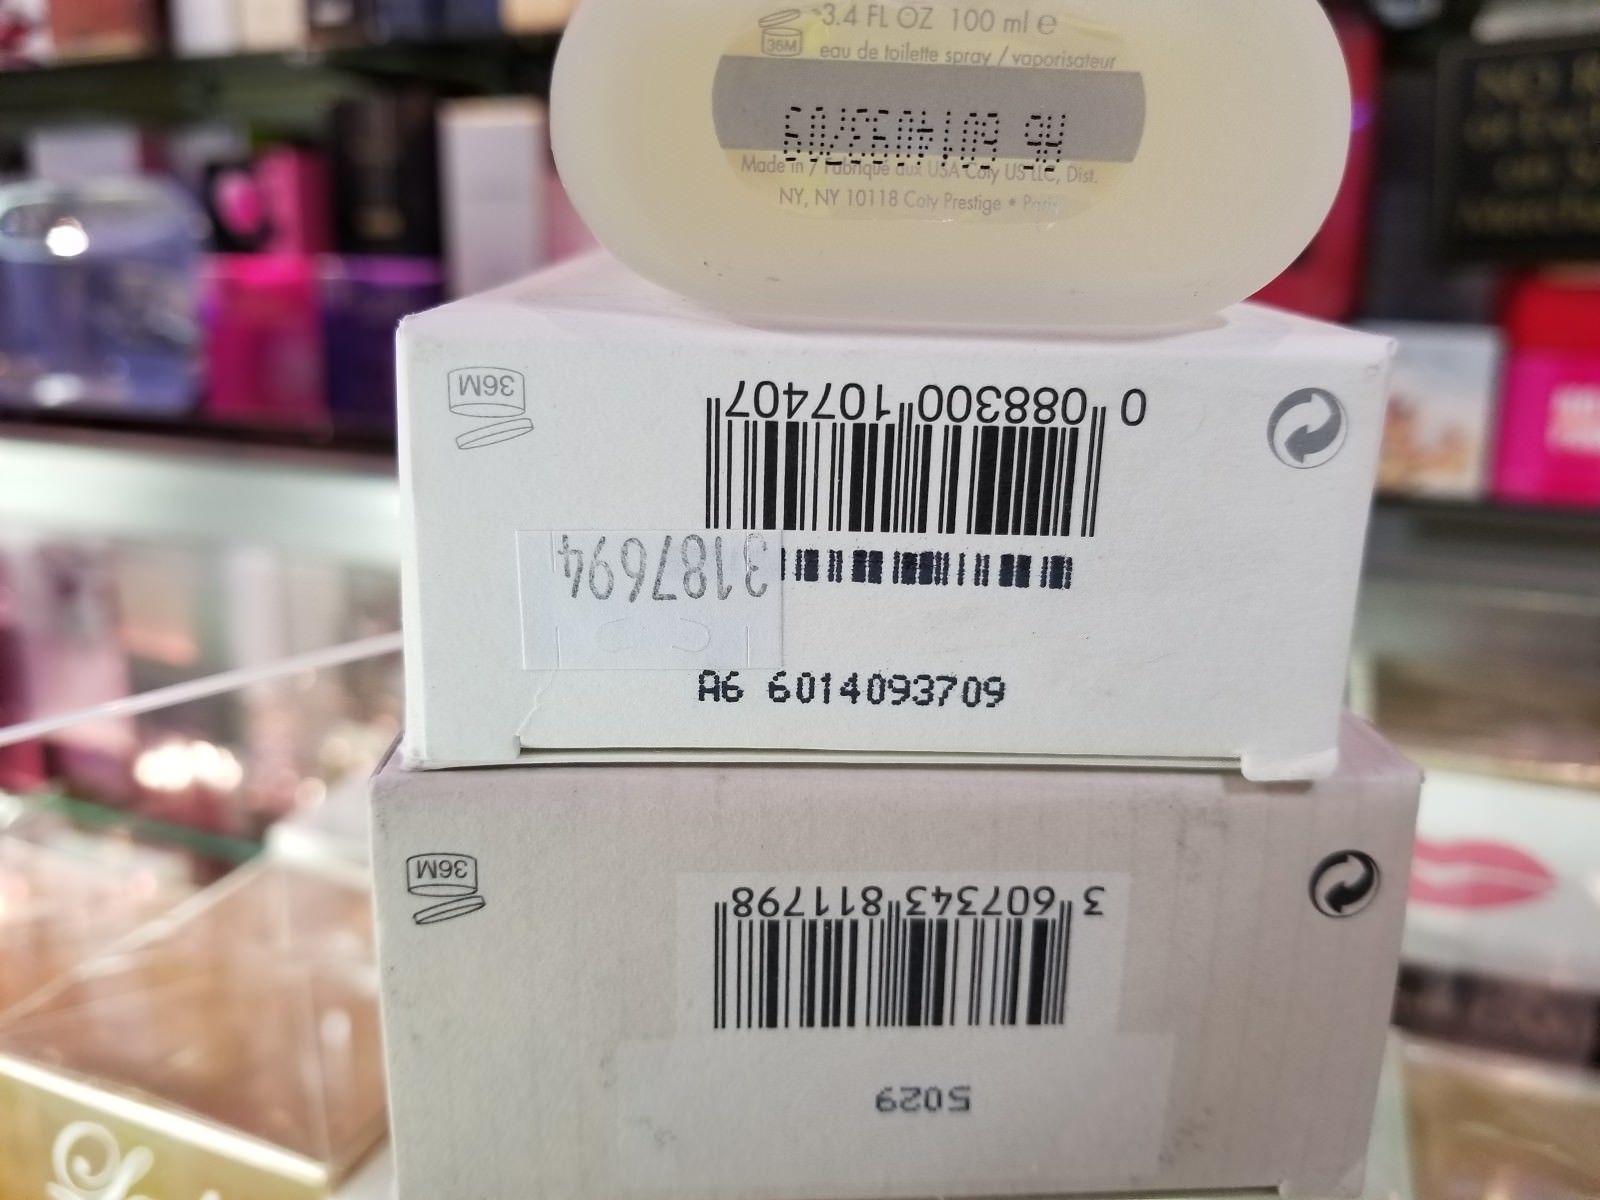 36M
3.4 FL OZ 100 ml e
eau de toilette spray / vaporisateur
A6 6014093709
Made in / Fabriqué aux USA Coty US LLC, Dist.
NY, NY 10118 Coty Prestige • Paris
36M
0 088300 107407
3187694
A6 6014093709
36M
3 607343 811798
5029